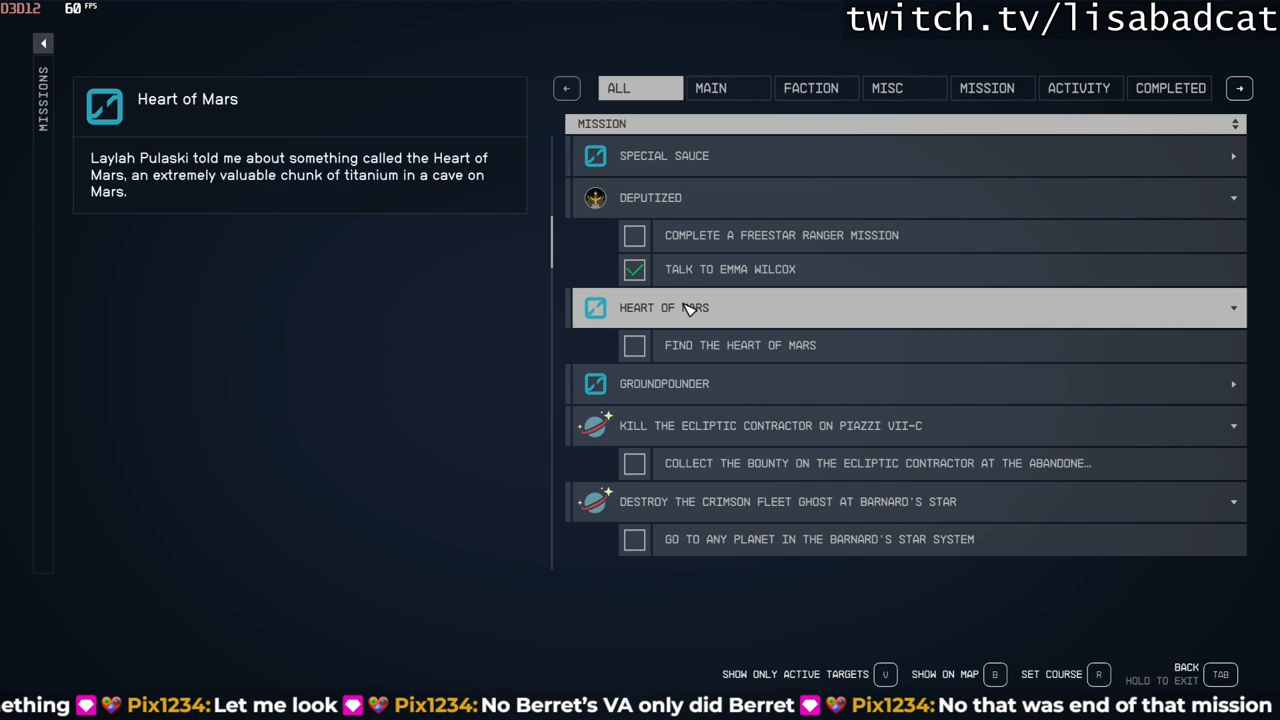 D3D12 60 FPS
twitch.tv/lisabadcat
MISSIONS
Heart of Mars
Laylah Pulaski told me about something called the Heart of
Mars, an extremely valuable chunk of titanium in a cave on
Mars.
ALL MAIN FACTION MISC MISSION ACTIVITY COMPLETED
MISSION
SPECIAL SAUCE
DEPUTIZED
COMPLETE A FREESTAR RANGER MISSION
TALK TO EMMA WILCOX
HEART OF MARS
FIND THE HEART OF MARS
GROUNDPOUNDER
KILL THE ECLIPTIC CONTRACTOR ON PIAZZI VII-C
COLLECT THE BOUNTY ON THE ECLIPTIC CONTRACTOR AT THE ABANDONE...
DESTROY THE CRIMSON FLEET GHOST AT BARNARD'S STAR
GO TO ANY PLANET IN THE BARNARD'S STAR SYSTEM
SHOW ONLY ACTIVE TARGETS V SHOW ON MAP B SET COURSE R BACK HOLD TO EXIT TAB
ething Pix1234: Let me look Pix1234: No Berret's VA only did Berret Pix1234: No that was end of that mission